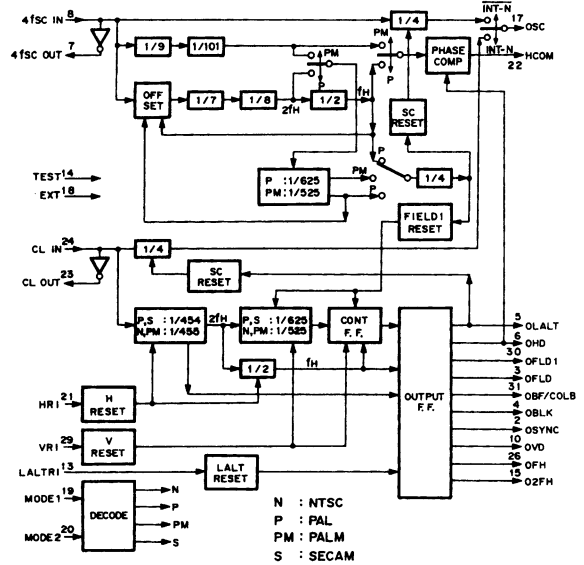 4fSC IN 8
4fSC OUT 7
1/4
INT-N
17 OSC
INT-N
1/9
1/101
PM
P
PM
P
PHASE COMP
HCOM
22
OFF SET
1/7
1/8
2fH
1/2
fH
SC RESET
TEST 14
EXT 18
P : 1/625
PM: 1/525
PM
P
P
1/4
FIELD1 RESET
CL IN 24
CL OUT 23
1/4
SC RESET
P,S : 1/454
N,PM: 1/455
2fH
P,S : 1/625
N,PM: 1/525
CONT F.F.
1/2
fH
OUTPUT F.F.
5 OLALT
6 OHD
30 OFLD1
3 OFLD
31 OBF/COLB
4 OBLK
2 OSYNC
10 OVD
26 OFH
15 O2FH
HRI 21
H RESET
VRI 29
V RESET
LALTRI 13
LALT RESET
MODE1 19
MODE2 20
DECODE
N
P
PM
S
N : NTSC
P : PAL
PM : PALM
S : SECAM